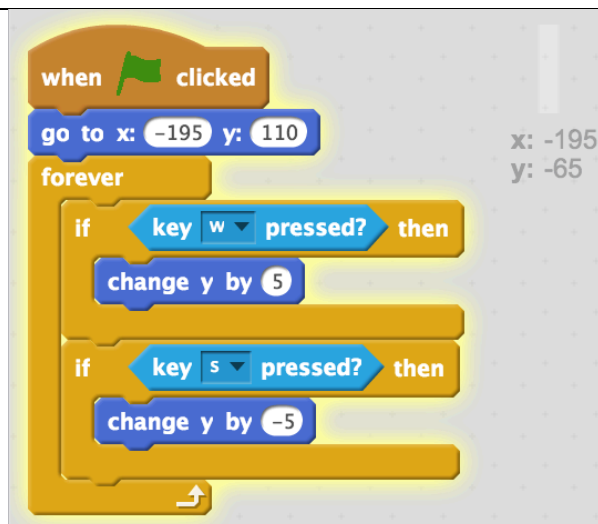 when clicked
go to x: -195 y: 110
x: -195
y: -65
forever
if key w pressed? then
change y by 5
if key s pressed? then
change y by -5